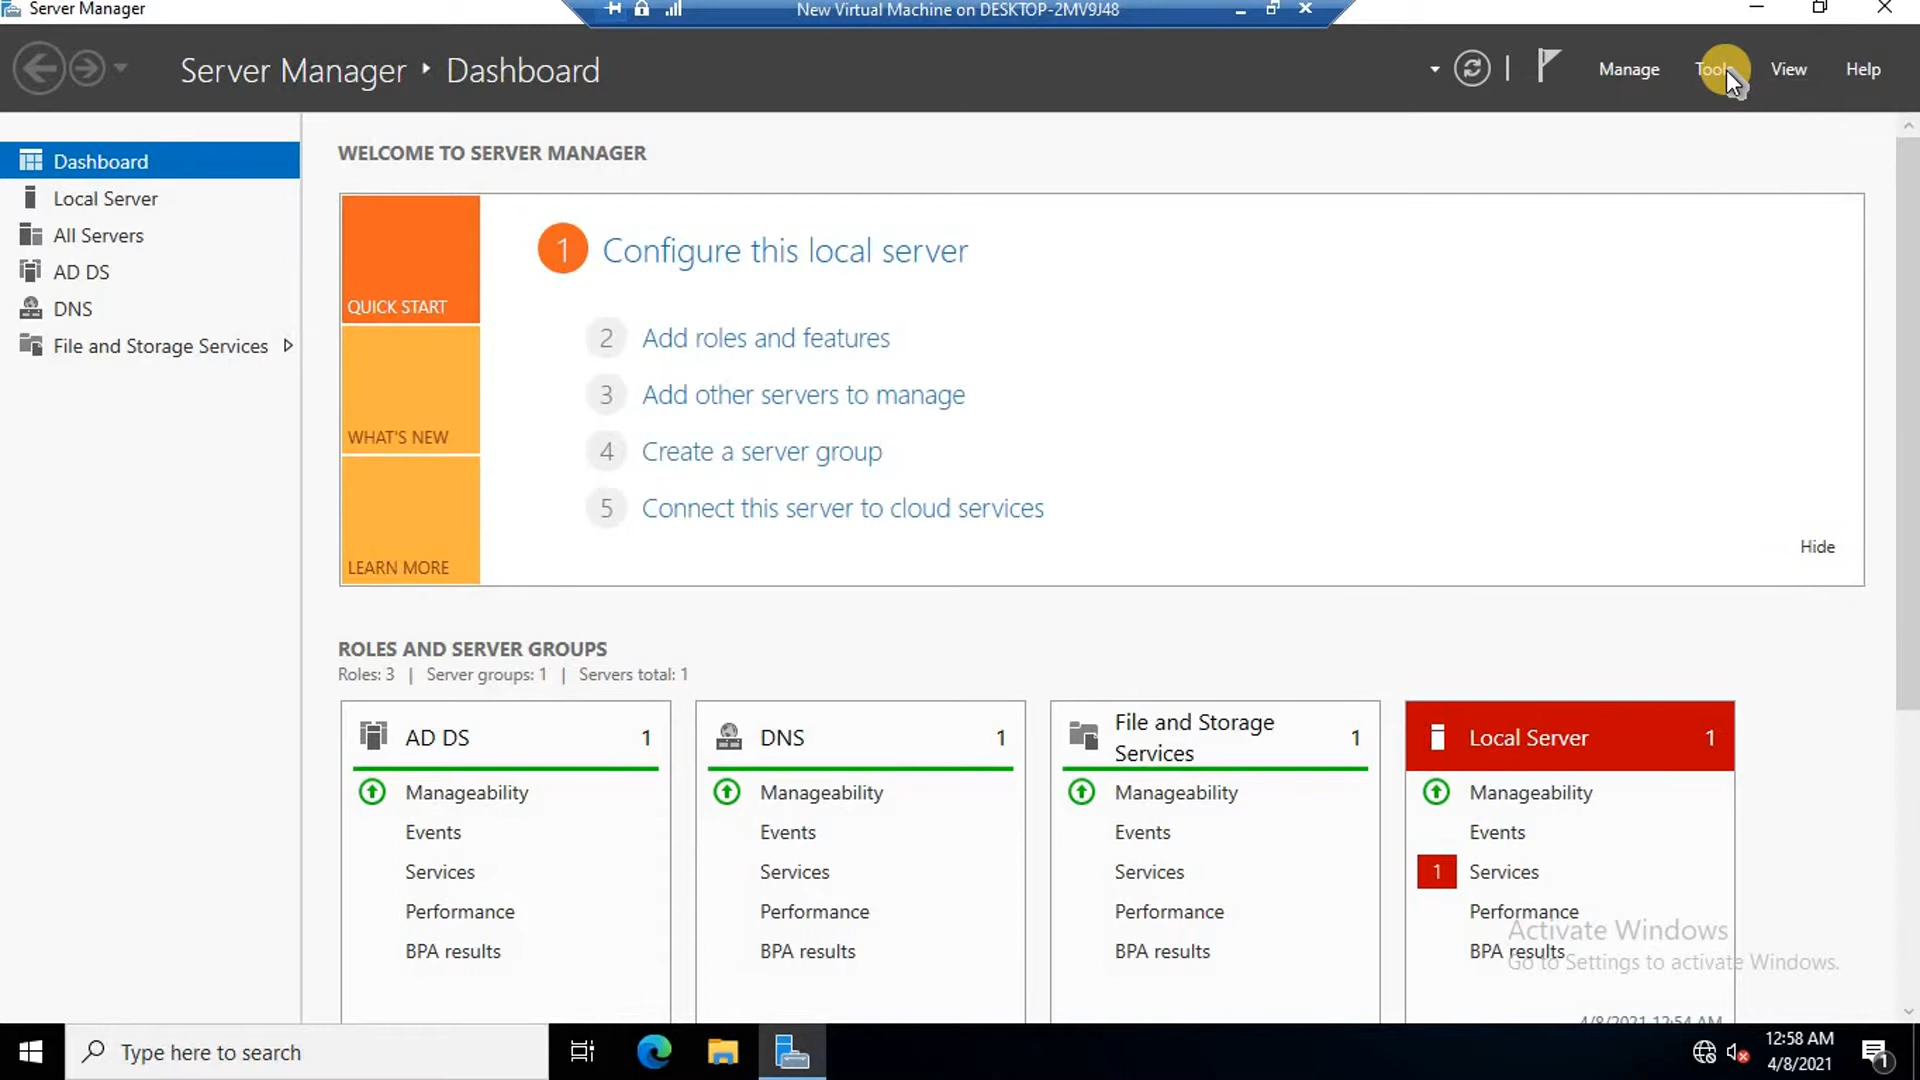 Server Manager
New Virtual Machine on DESKTOP-2MV9J48
Server Manager
Dashboard
Manage
Tools
View
Help
Dashboard
Local Server
All Servers
AD DS
DNS
File and Storage Services
WELCOME TO SERVER MANAGER
QUICK START
WHAT'S NEW
LEARN MORE
1 Configure this local server
2 Add roles and features
3 Add other servers to manage
4 Create a server group
5 Connect this server to cloud services
Hide
ROLES AND SERVER GROUPS
Roles: 3 | Server groups: 1 | Servers total: 1
AD DS 1
Manageability
Events
Services
Performance
BPA results
DNS 1
Manageability
Events
Services
Performance
BPA results
File and Storage
Services 1
Manageability
Events
Services
Performance
BPA results
Local Server 1
Manageability
Events
1 Services
Performance
BPA results
4/8/2021 12:54 AM
Activate Windows
Go to Settings to activate Windows.
Type here to search
12:58 AM
4/8/2021
1